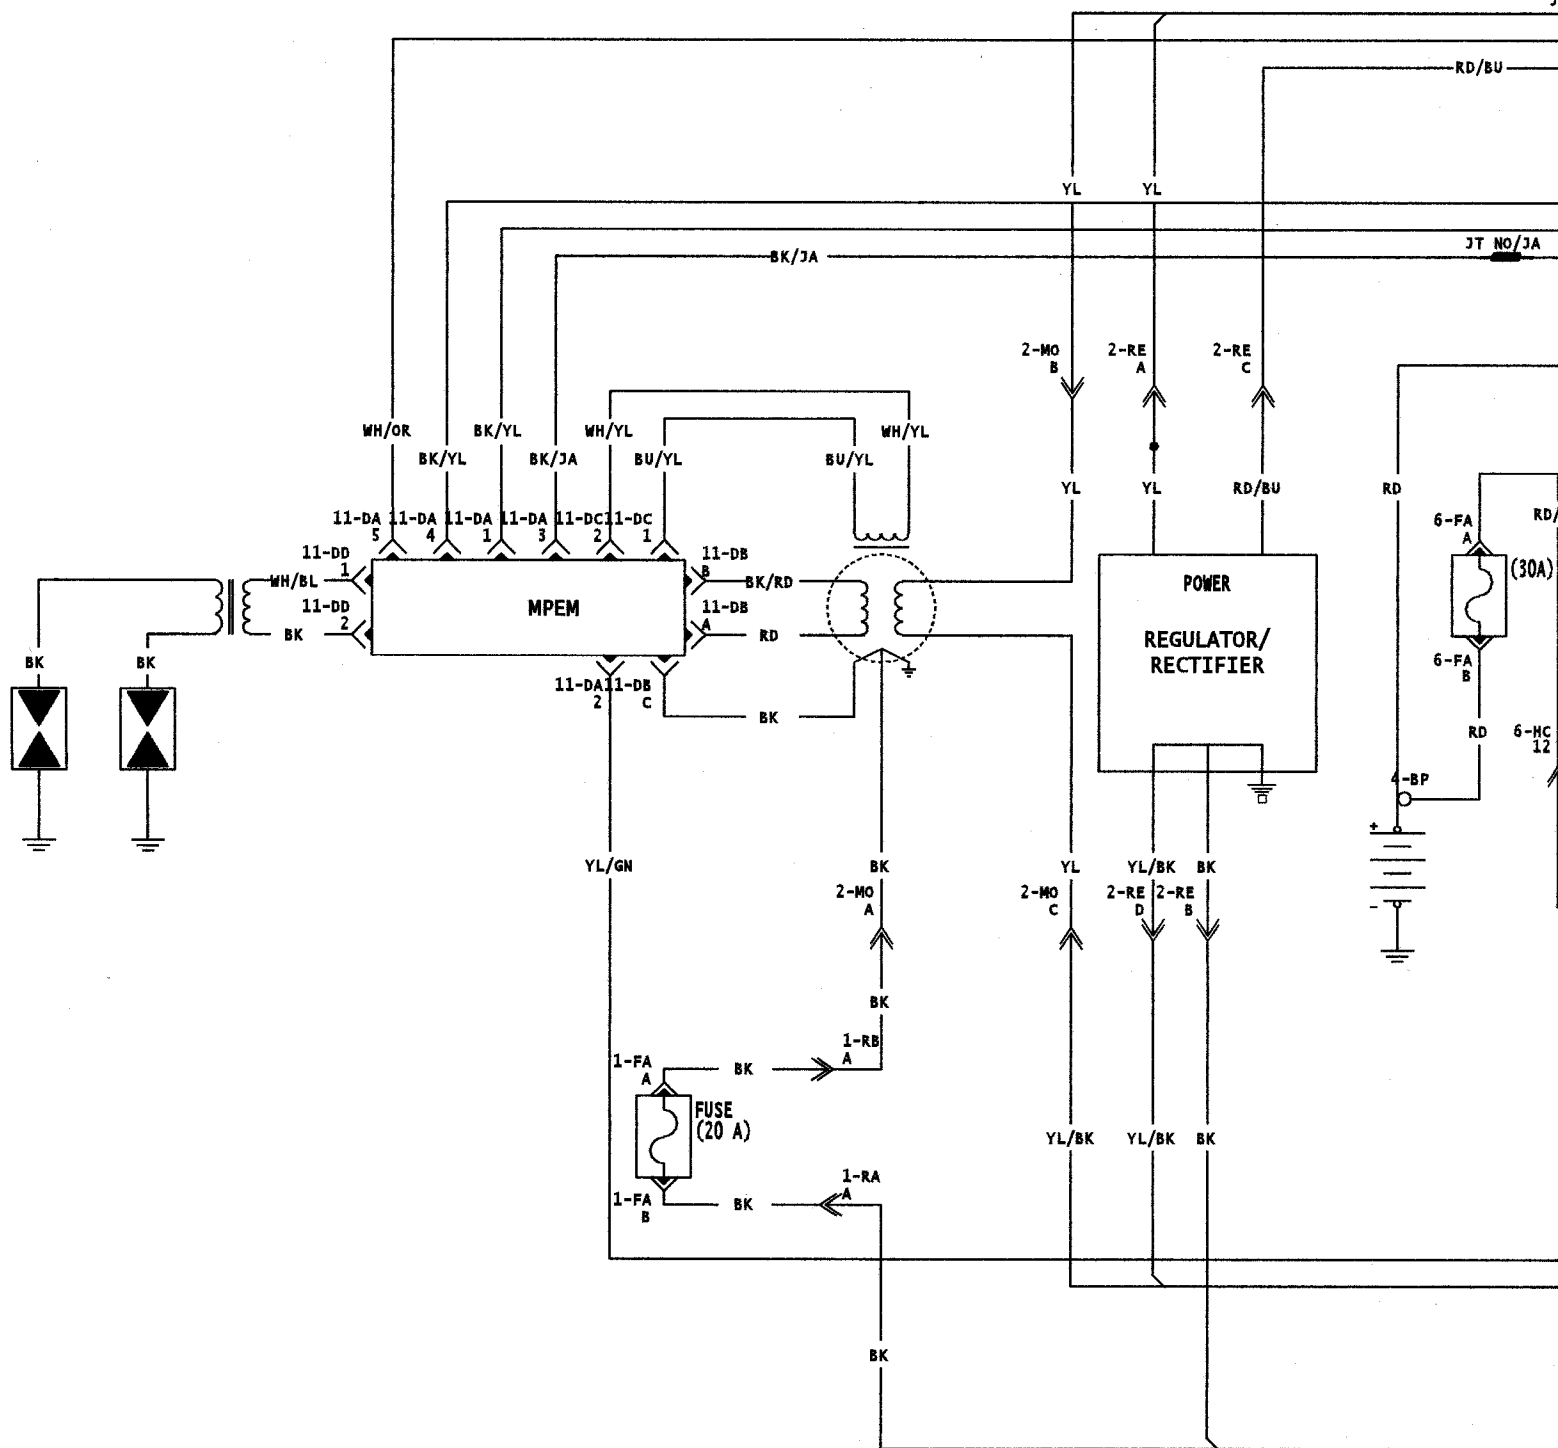 RD/BU
YL YL
JT NO/JA
BK/JA
2-MO
B
2-RE
A
2-RE
C
WH/OR BK/YL WH/YL WH/YL
BK/YL BK/JA BU/YL BU/YL
YL YL RD/BU RD
11-DA
5
11-DA
4
11-DA
1
11-DA
3
11-DC
2
11-DC
1
6-FA
A
RD/
11-DD
1
11-DB
B
(30A)
WH/BL
BK/RD
POWER
11-DD
2
MPEM
11-DB
A
BK
RD
REGULATOR/
RECTIFIER
BK BK
6-FA
B
11-DA
2
11-DB
C
BK
RD
6-HC
12
4-BP
+
-
YL/GN BK YL YL/BK BK
2-MO
A
2-MO
C
2-RE
D
2-RE
B
BK
1-RB
A
1-FA
A
BK
FUSE
(20 A)
YL/BK YL/BK BK
1-RA
A
1-FA
B
BK
BK